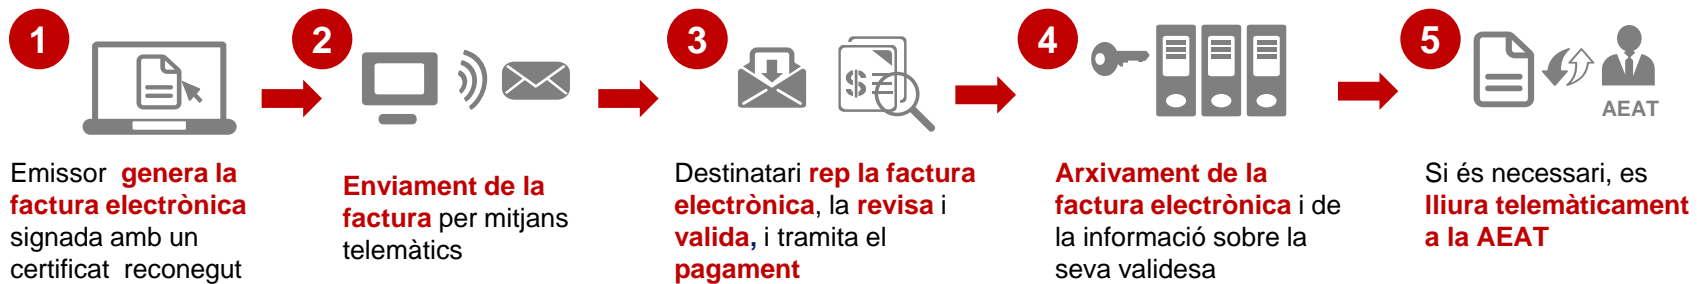 1
Emissor genera la
factura electrònica
signada amb un
certificat reconegut
2
Enviament de la
factura per mitjans
telemàtics
3
$
Destinatari rep la factura
electrònica, la revisa i
valida, i tramita el
pagament
4
Arxivament de la
factura electrònica i de
la informació sobre la
seva validesa
5
AEAT
Si és necessari, es
lliura telemàticament
a la AEAT